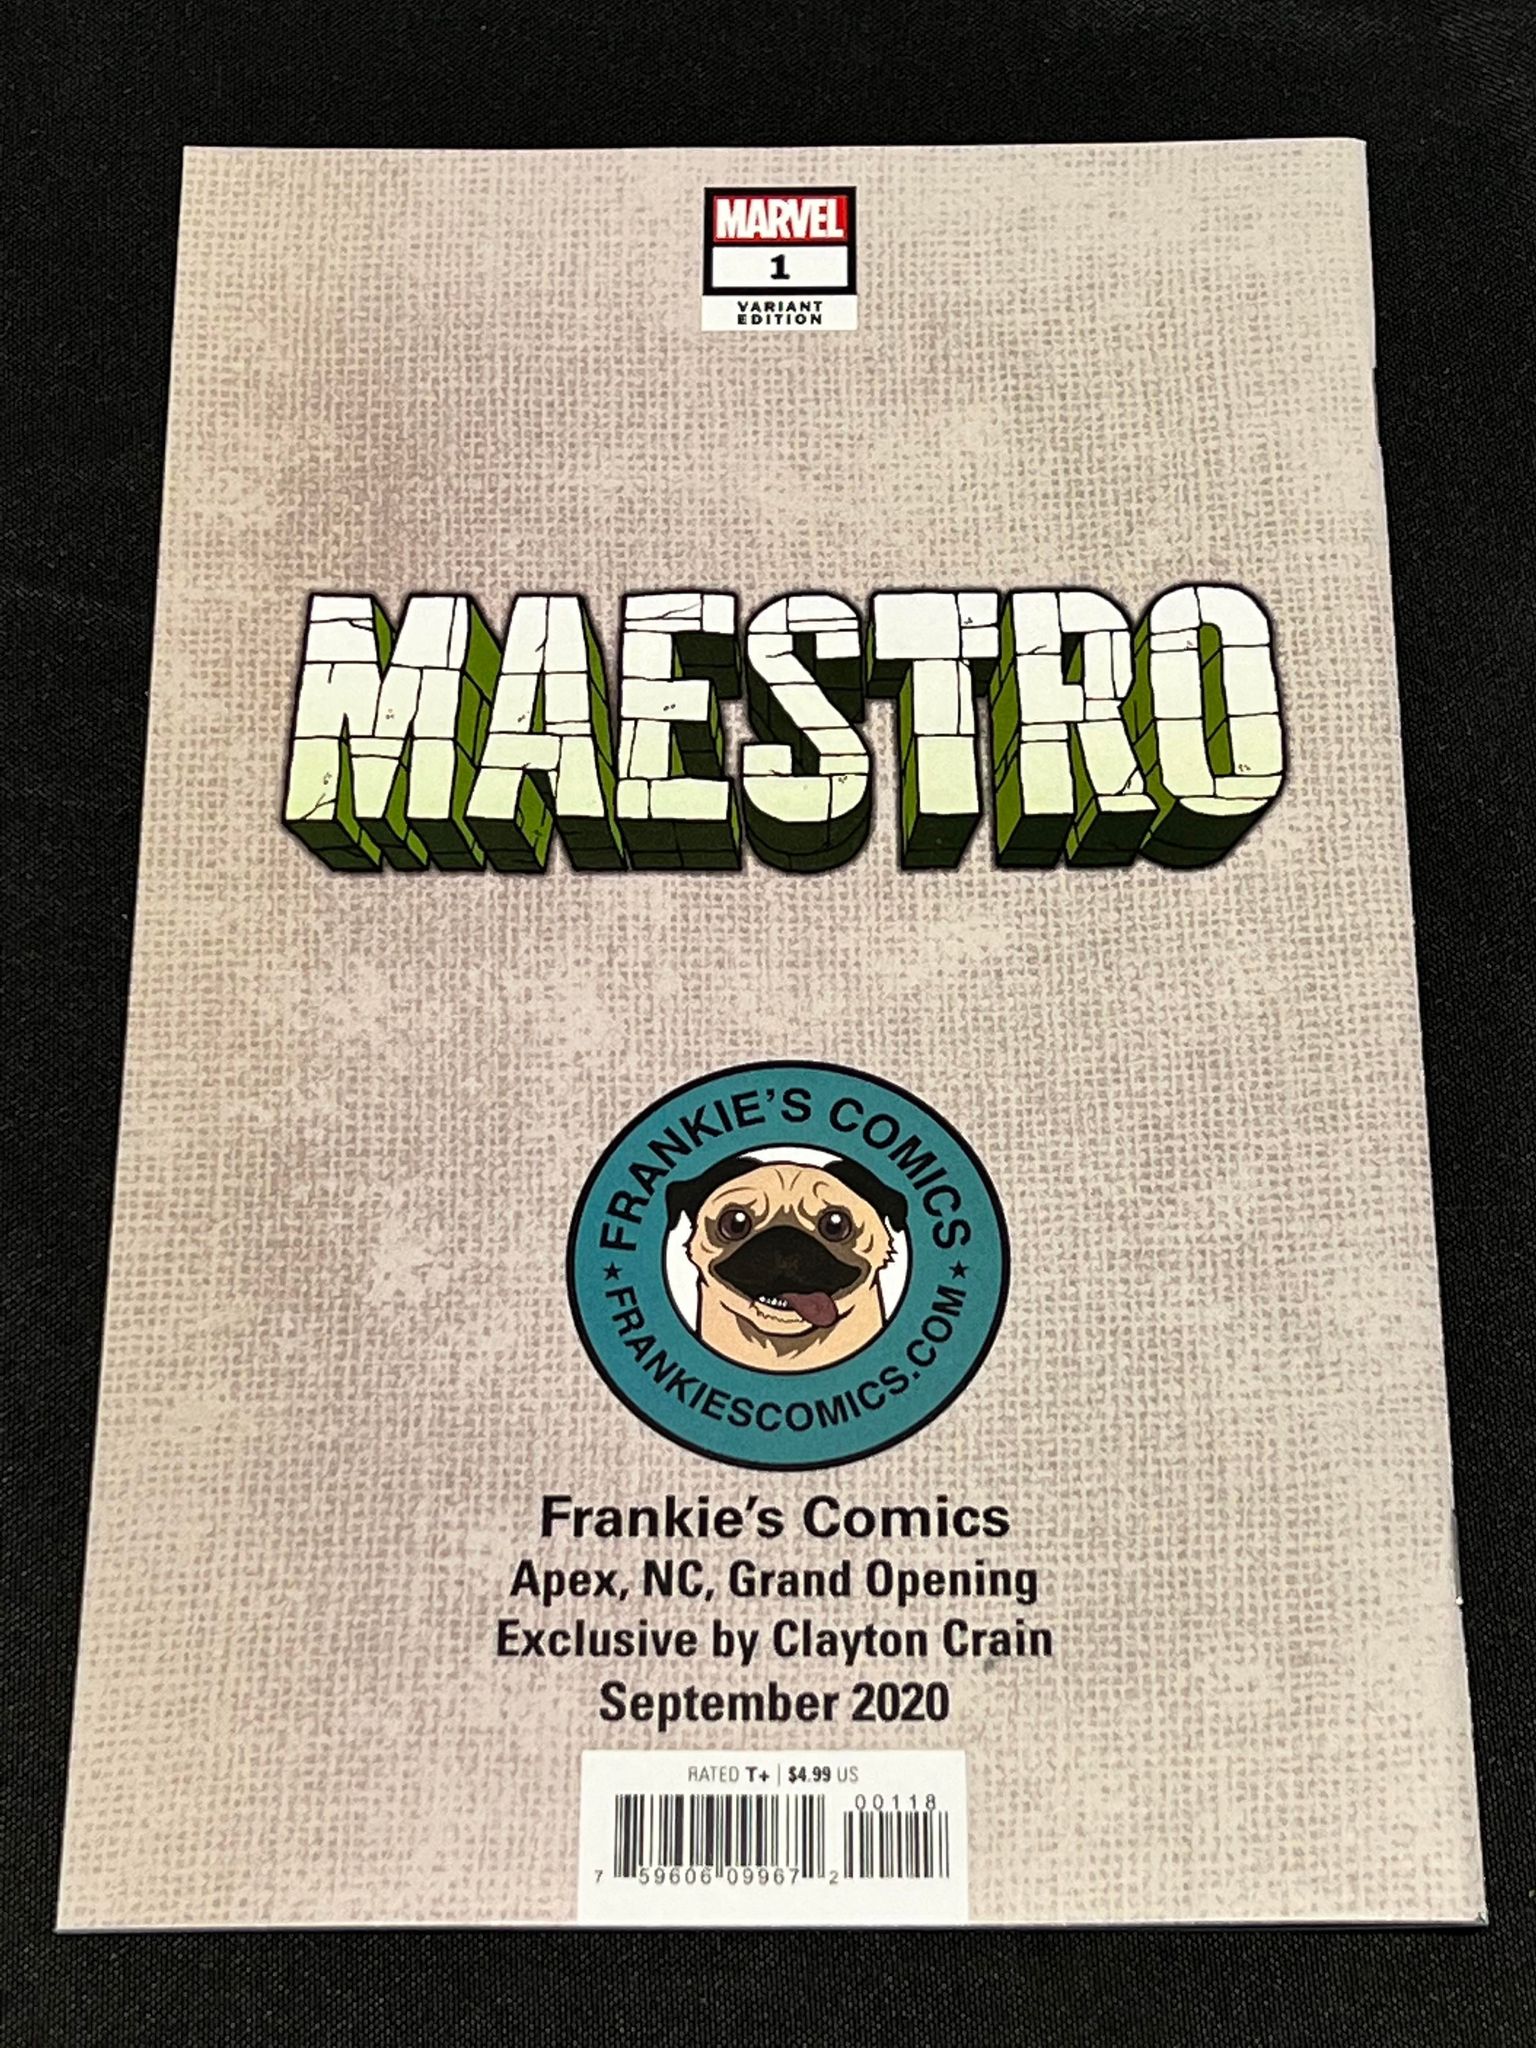 MARVEL
1
VARIANT
EDITION
MAESTRO
FRANKIE'S COMICS
★ FRANKIESCOMICS.COM ★
Frankie's Comics
Apex, NC, Grand Opening
Exclusive by Clayton Crain
September 2020
RATED T+ | $4.99 US
00118
7 59606 09967 2